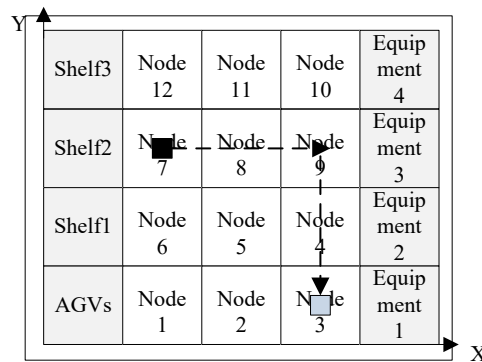 Y
Shelf3
Node
12
Node
11
Node
10
Equip
ment
4
Shelf2
Node
7
Node
8
Node
9
Equip
ment
3
Shelf1
Node
6
Node
5
Node
4
Equip
ment
2
AGVs
Node
1
Node
2
Node
3
Equip
ment
1
X